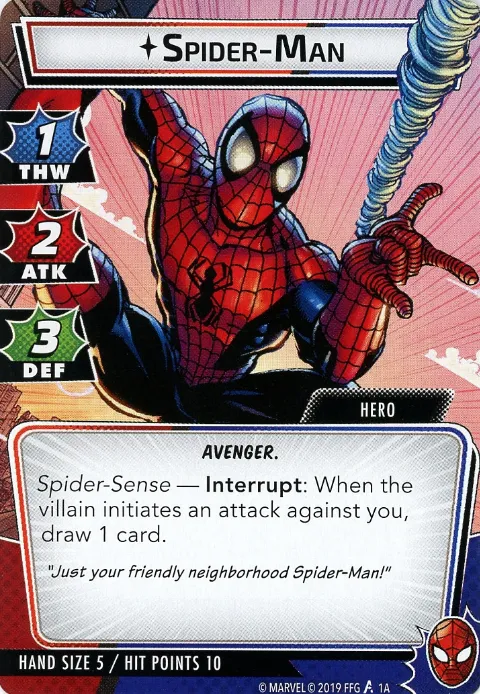 SPIDER-MAN
1
THW
2
ATK
3
DEF
HERO
AVENGER.
Spider-Sense — Interrupt: When the
villain initiates an attack against you,
draw 1 card.
"Just your friendly neighborhood Spider-Man!"
HAND SIZE 5 / HIT POINTS 10
© MARVEL © 2019 FFG 1A